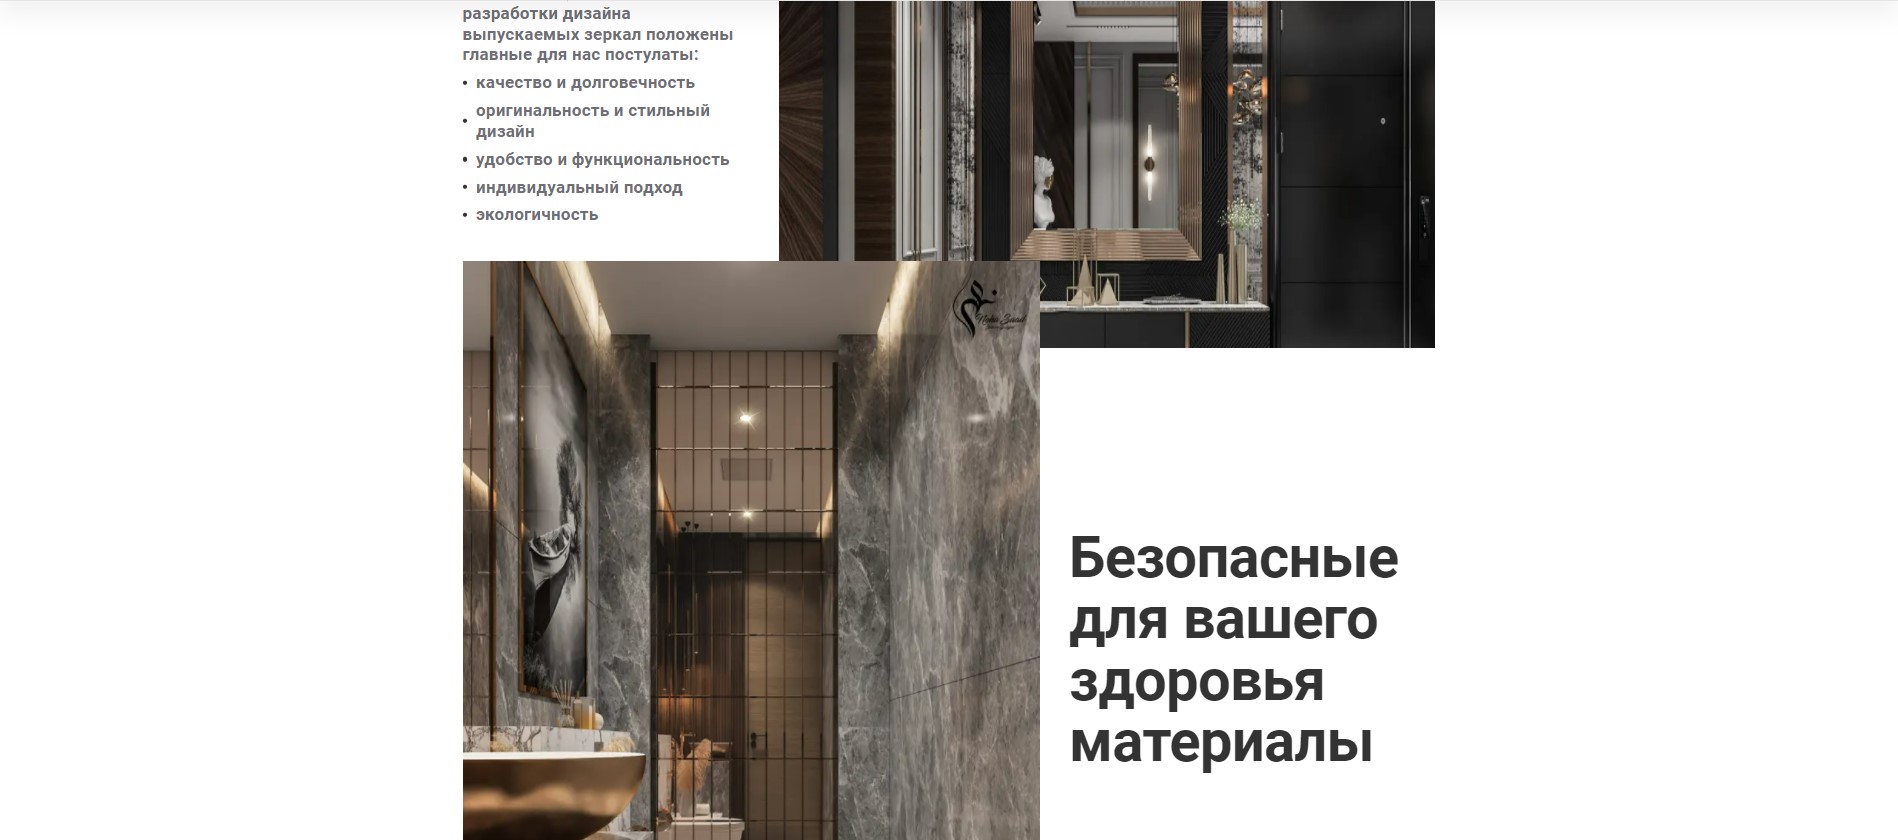 разработки дизайна
выпускаемых зеркал положены
главные для нас постулаты:
• качество и долговечность
• оригинальность и стильный
дизайн
• удобство и функциональность
• индивидуальный подход
• экологичность
Безопасные
для вашего
здоровья
материалы